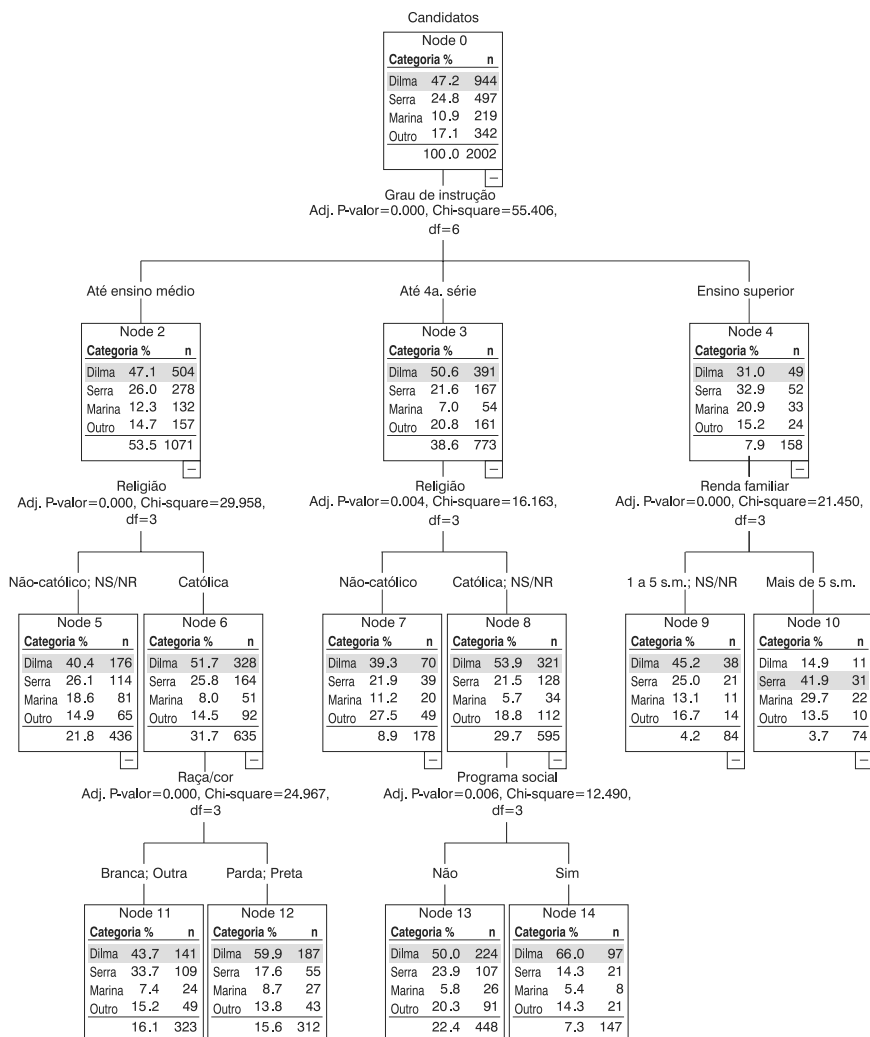 Candidatos
Node 0
Categoria % n
Dilma 47.2 944
Serra 24.8 497
Marina 10.9 219
Outro 17.1 342
100.0 2002
−
Grau de instrução
Adj. P-valor=0.000, Chi-square=55.406,
df=6
Até ensino médio
Node 2
Categoria % n
Dilma 47.1 504
Serra 26.0 278
Marina 12.3 132
Outro 14.7 157
53.5 1071
−
Religião
Adj. P-valor=0.000, Chi-square=29.958,
df=3
Até 4a. série
Node 3
Categoria % n
Dilma 50.6 391
Serra 21.6 167
Marina 7.0 54
Outro 20.8 161
38.6 773
−
Religião
Adj. P-valor=0.004, Chi-square=16.163,
df=3
Ensino superior
Node 4
Categoria % n
Dilma 31.0 49
Serra 32.9 52
Marina 20.9 33
Outro 15.2 24
7.9 158
−
Renda familiar
Adj. P-valor=0.000, Chi-square=21.450,
df=3
Não-católico; NS/NR
Node 5
Categoria % n
Dilma 40.4 176
Serra 26.1 114
Marina 18.6 81
Outro 14.9 65
21.8 436
−
Católica
Node 6
Categoria % n
Dilma 51.7 328
Serra 25.8 164
Marina 8.0 51
Outro 14.5 92
31.7 635
−
Raça/cor
Adj. P-valor=0.000, Chi-square=24.967,
df=3
Não-católico
Node 7
Categoria % n
Dilma 39.3 70
Serra 21.9 39
Marina 11.2 20
Outro 27.5 49
8.9 178
−
Católica; NS/NR
Node 8
Categoria % n
Dilma 53.9 321
Serra 21.5 128
Marina 5.7 34
Outro 18.8 112
29.7 595
−
Programa social
Adj. P-valor=0.006, Chi-square=12.490,
df=3
1 a 5 s.m.; NS/NR
Node 9
Categoria % n
Dilma 45.2 38
Serra 25.0 21
Marina 13.1 11
Outro 16.7 14
4.2 84
−
Mais de 5 s.m.
Node 10
Categoria % n
Dilma 14.9 11
Serra 41.9 31
Marina 29.7 22
Outro 13.5 10
3.7 74
−
Branca; Outra
Node 11
Categoria % n
Dilma 43.7 141
Serra 33.7 109
Marina 7.4 24
Outro 15.2 49
16.1 323
Parda; Preta
Node 12
Categoria % n
Dilma 59.9 187
Serra 17.6 55
Marina 8.7 27
Outro 13.8 43
15.6 312
Não
Node 13
Categoria % n
Dilma 50.0 224
Serra 23.9 107
Marina 5.8 26
Outro 20.3 91
22.4 448
Sim
Node 14
Categoria % n
Dilma 66.0 97
Serra 14.3 21
Marina 5.4 8
Outro 14.3 21
7.3 147